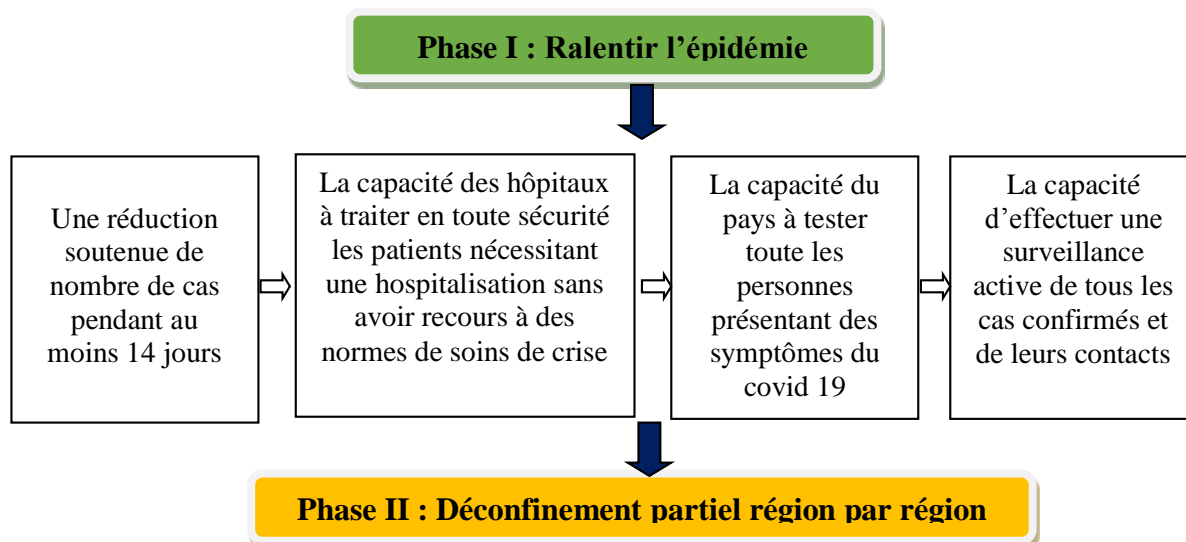 Phase I : Ralentir l’épidémie
Une réduction
soutenue de
nombre de cas
pendant au
moins 14 jours
La capacité des hôpitaux
à traiter en toute sécurité
les patients nécessitant
une hospitalisation sans
avoir recours à des
normes de soins de crise
La capacité du
pays à tester
toute les
personnes
présentant des
symptômes du
covid 19
La capacité
d’effectuer une
surveillance
active de tous les
cas confirmés et
de leurs contacts
Phase II : Déconfinement partiel région par région